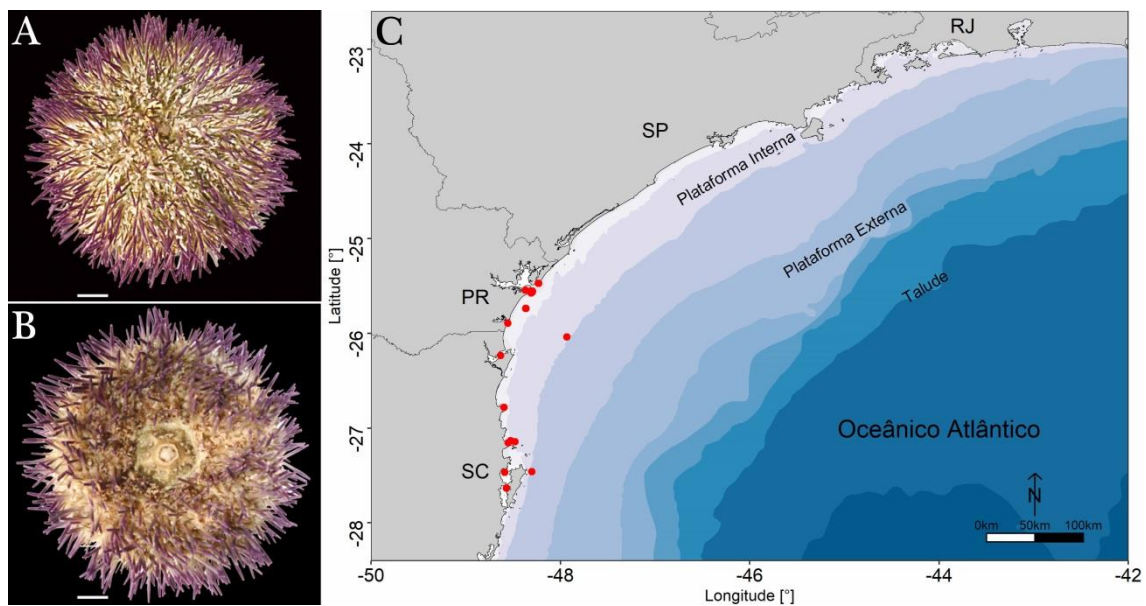 A
B
C
RJ
SP
PR
SC
Plataforma Interna
Plataforma Externa
Talude
Oceânico Atlântico
N
0km 50km 100km
-23
-24
-25
-26
-27
-28
Latitude [°]
-50 -48 -46 -44 -42
Longitude [°]